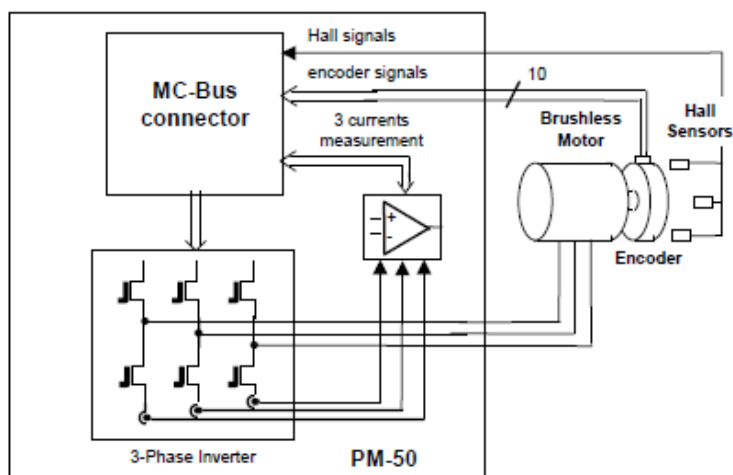 Hall signals
encoder signals
10
MC-Bus
connector
3 currents
measurement
Brushless
Motor
Hall
Sensors
+
-
Encoder
3-Phase Inverter
PM-50